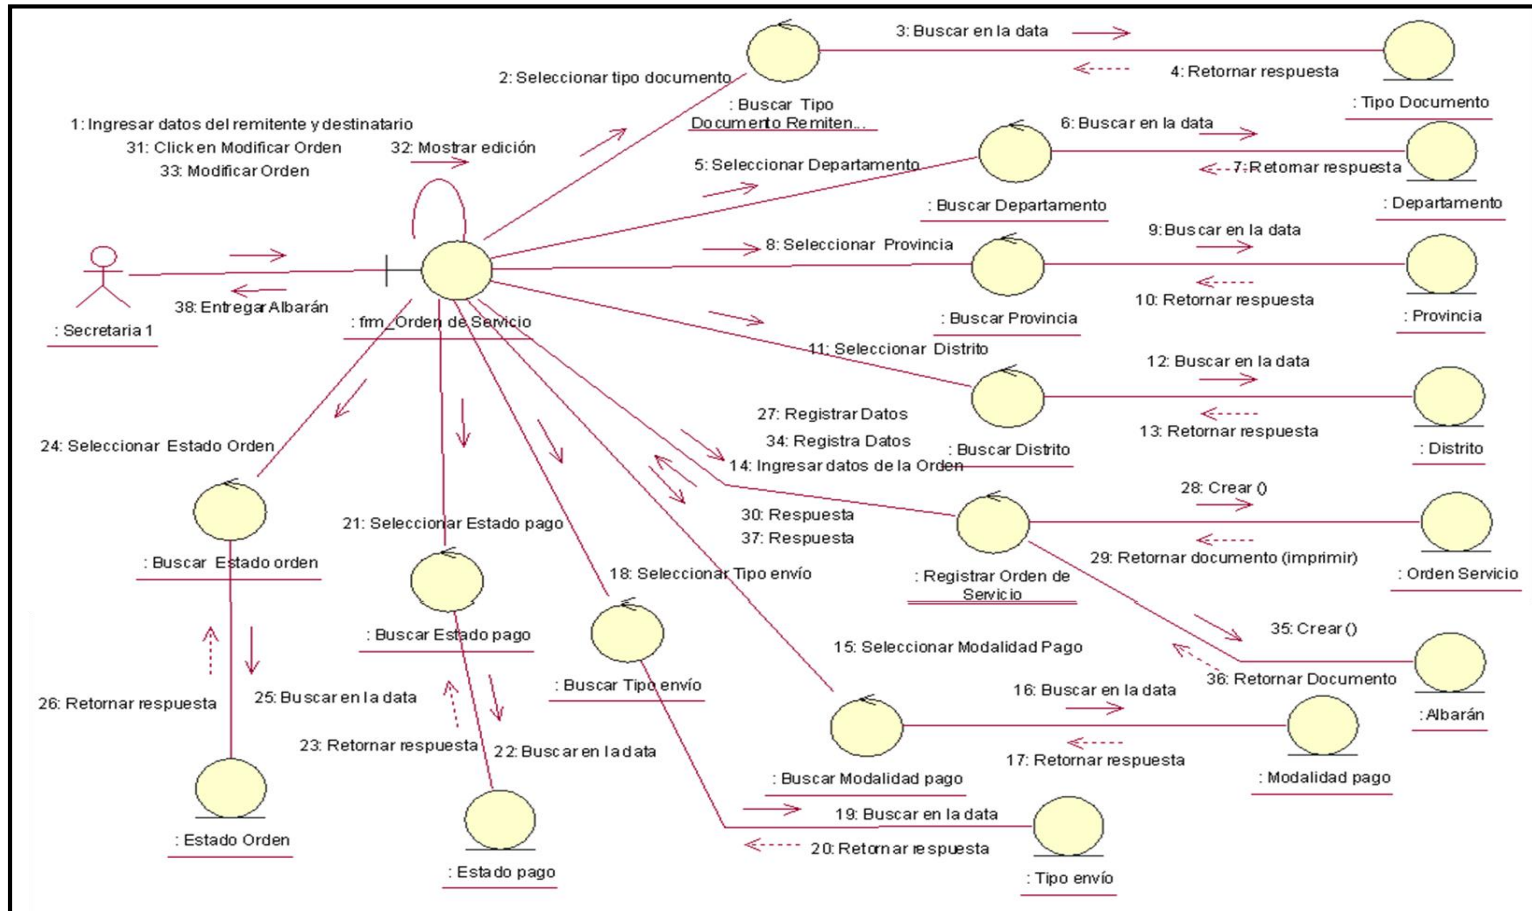 3: Buscar en la data
4: Retornar respuesta
: Tipo Documento
2: Seleccionar tipo documento
: Buscar Tipo
Documento Remiten...
1: Ingresar datos del remitente y destinatario
31: Click en Modificar Orden
33: Modificar Orden
32: Mostrar edición
6: Buscar en la data
7: Retornar respuesta
5: Seleccionar Departamento
: Buscar Departamento
: Departamento
8: Seleccionar Provincia
9: Buscar en la data
10: Retornar respuesta
: Buscar Provincia
: Provincia
38: Entregar Albarán
: Secretaria 1
: frm_Orden de Servicio
11: Seleccionar Distrito
12: Buscar en la data
13: Retornar respuesta
: Buscar Distrito
: Distrito
27: Registrar Datos
34: Registra Datos
14: Ingresar datos de la Orden
30: Respuesta
37: Respuesta
28: Crear ()
29: Retornar documento (imprimir)
: Registrar Orden de
Servicio
: Orden Servicio
24: Seleccionar Estado Orden
: Buscar Estado orden
21: Seleccionar Estado pago
: Buscar Estado pago
18: Seleccionar Tipo envío
: Buscar Tipo envío
15: Seleccionar Modalidad Pago
35: Crear ()
36: Retornar Documento
: Albarán
16: Buscar en la data
17: Retornar respuesta
: Buscar Modalidad pago
: Modalidad pago
26: Retornar respuesta
25: Buscar en la data
23: Retornar respuesta
22: Buscar en la data
19: Buscar en la data
20: Retornar respuesta
: Estado Orden
: Estado pago
: Tipo envío